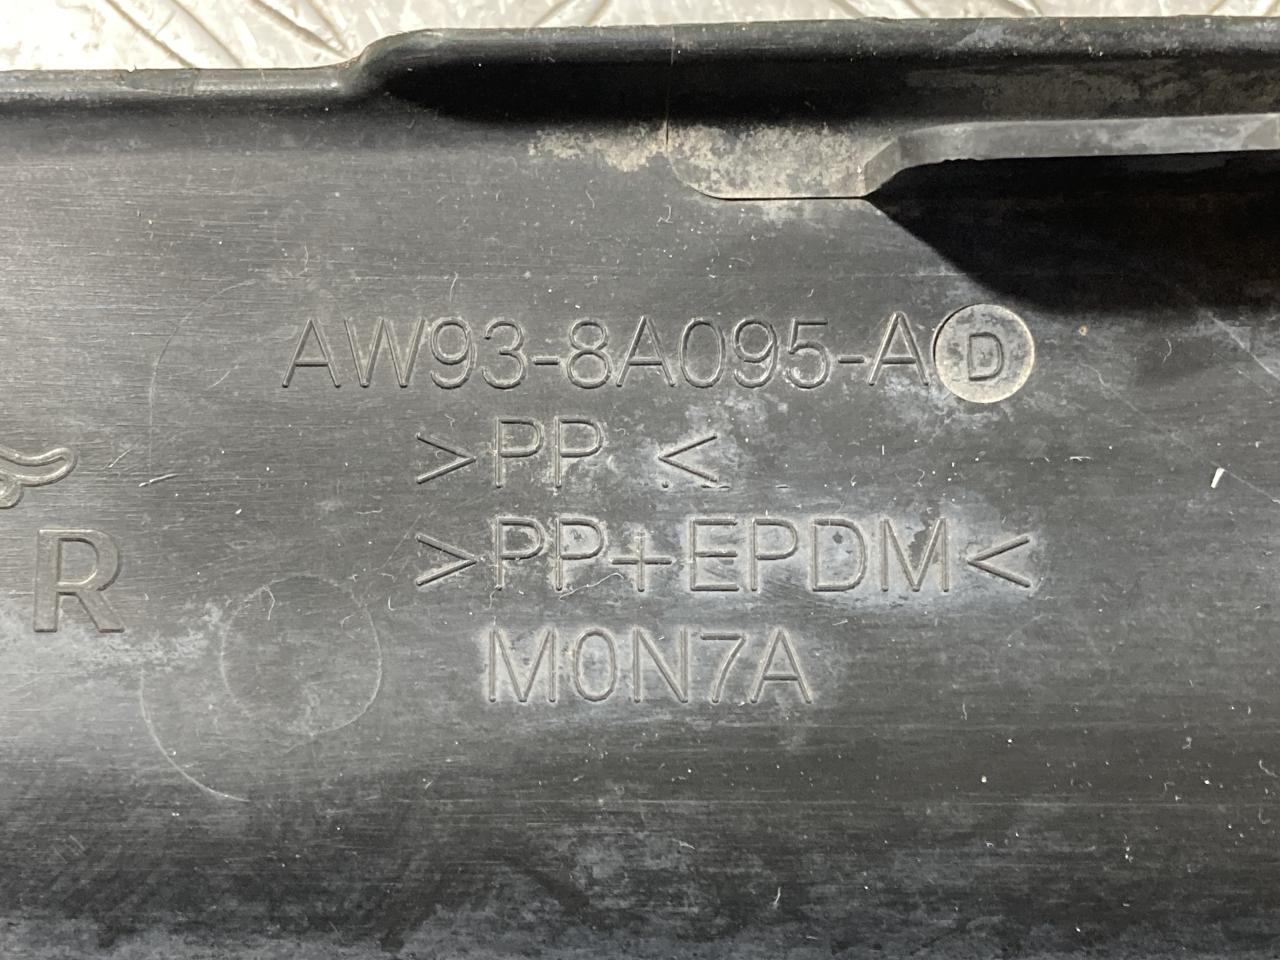 AW93-8A095-AD
>PP <
>PP+EPDM<
R
M0N7A